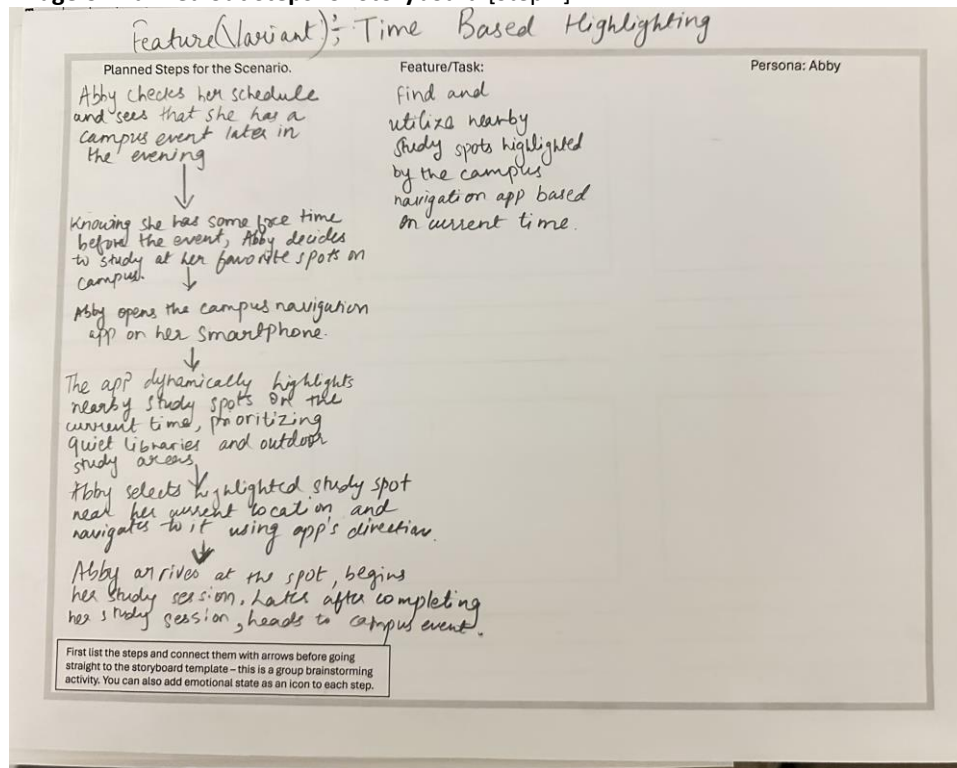 Feature(Variant): Time Based Highlighting
Planned Steps for the Scenario.
Abby checks her schedule
and sees that she has a
campus event later in
the evening
Knowing she has some free time
before the event, Abby decides
to study at her favorite spots on
campus.
Abby opens the campus navigation
app on her smartphone.
The app dynamically highlights
nearby study spots on the
current time, prioritizing
quiet libraries and outdoor
study areas
Abby selects highlighted study spot
near her current location and
navigates to it using app's direction.
Abby arrives at the spot, begins
her study session. Later after completing
her study session, heads to campus event.
First list the steps and connect them with arrows before going
straight to the storyboard template – this is a group brainstorming
activity. You can also add emotional state as an icon to each step.
Feature/Task:
Find and
utilize nearby
study spots highlighted
by the campus
navigation app based
on current time.
Persona: Abby